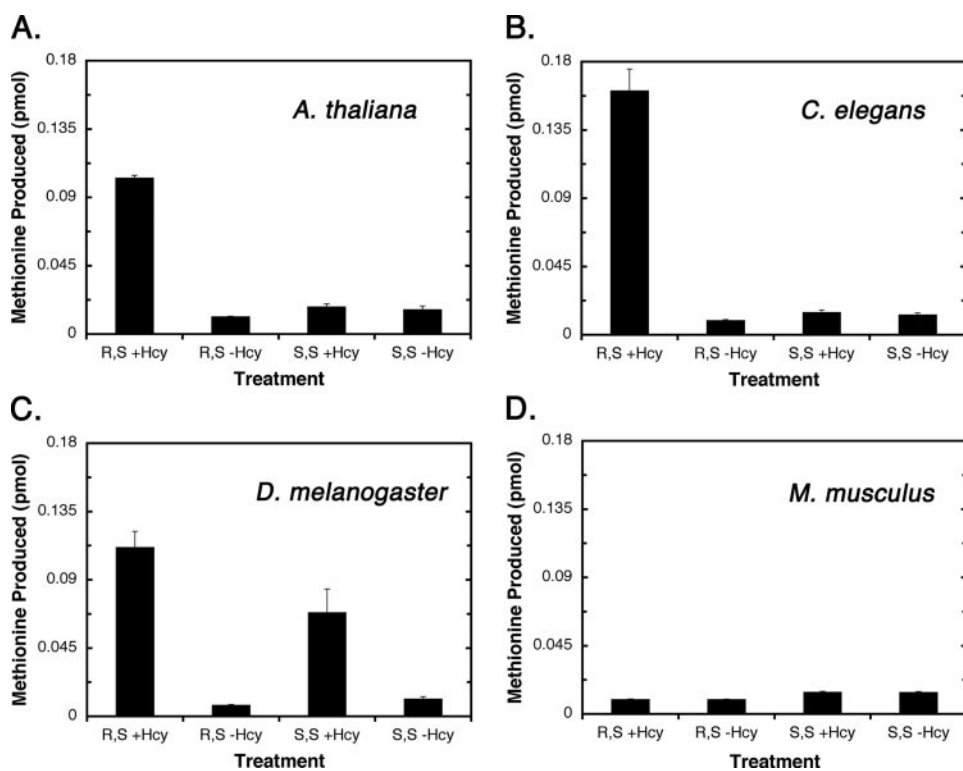 A.
Methionine Produced (pmol)
0.18
0.135
0.09
0.045
0
A. thaliana
R,S +Hcy R,S -Hcy S,S +Hcy S,S -Hcy
Treatment
B.
Methionine Produced (pmol)
0.18
0.135
0.09
0.045
0
C. elegans
R,S +Hcy R,S -Hcy S,S +Hcy S,S -Hcy
Treatment
C.
Methionine Produced (pmol)
0.18
0.135
0.09
0.045
0
D. melanogaster
R,S +Hcy R,S -Hcy S,S +Hcy S,S -Hcy
Treatment
D.
Methionine Produced (pmol)
0.18
0.135
0.09
0.045
0
M. musculus
R,S +Hcy R,S -Hcy S,S +Hcy S,S -Hcy
Treatment